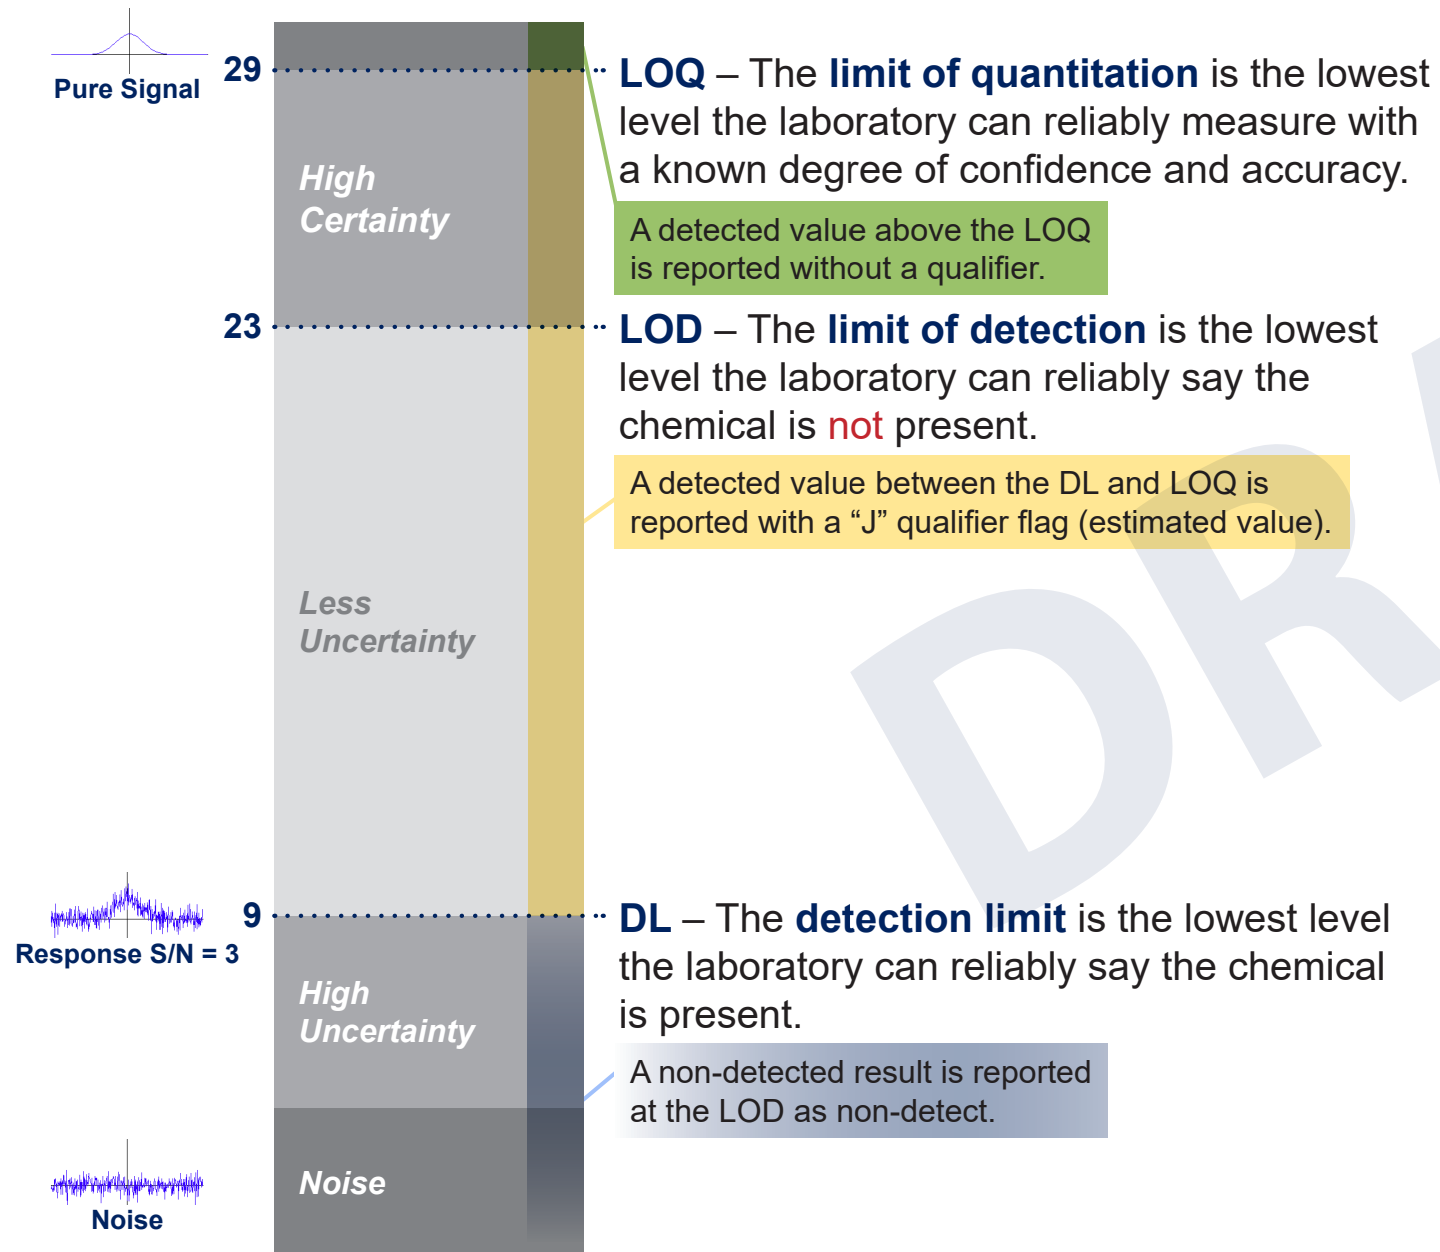 Pure Signal
29
LOQ – The limit of quantitation is the lowest
level the laboratory can reliably measure with
a known degree of confidence and accuracy.
High
Certainty
A detected value above the LOQ
is reported without a qualifier.
23
LOD – The limit of detection is the lowest
level the laboratory can reliably say the
chemical is not present.
A detected value between the DL and LOQ is
reported with a “J” qualifier flag (estimated value).
Less
Uncertainty
Response S/N = 3
9
DL – The detection limit is the lowest level
the laboratory can reliably say the chemical
is present.
High
Uncertainty
A non-detected result is reported
at the LOD as non-detect.
Noise
Noise
DRA